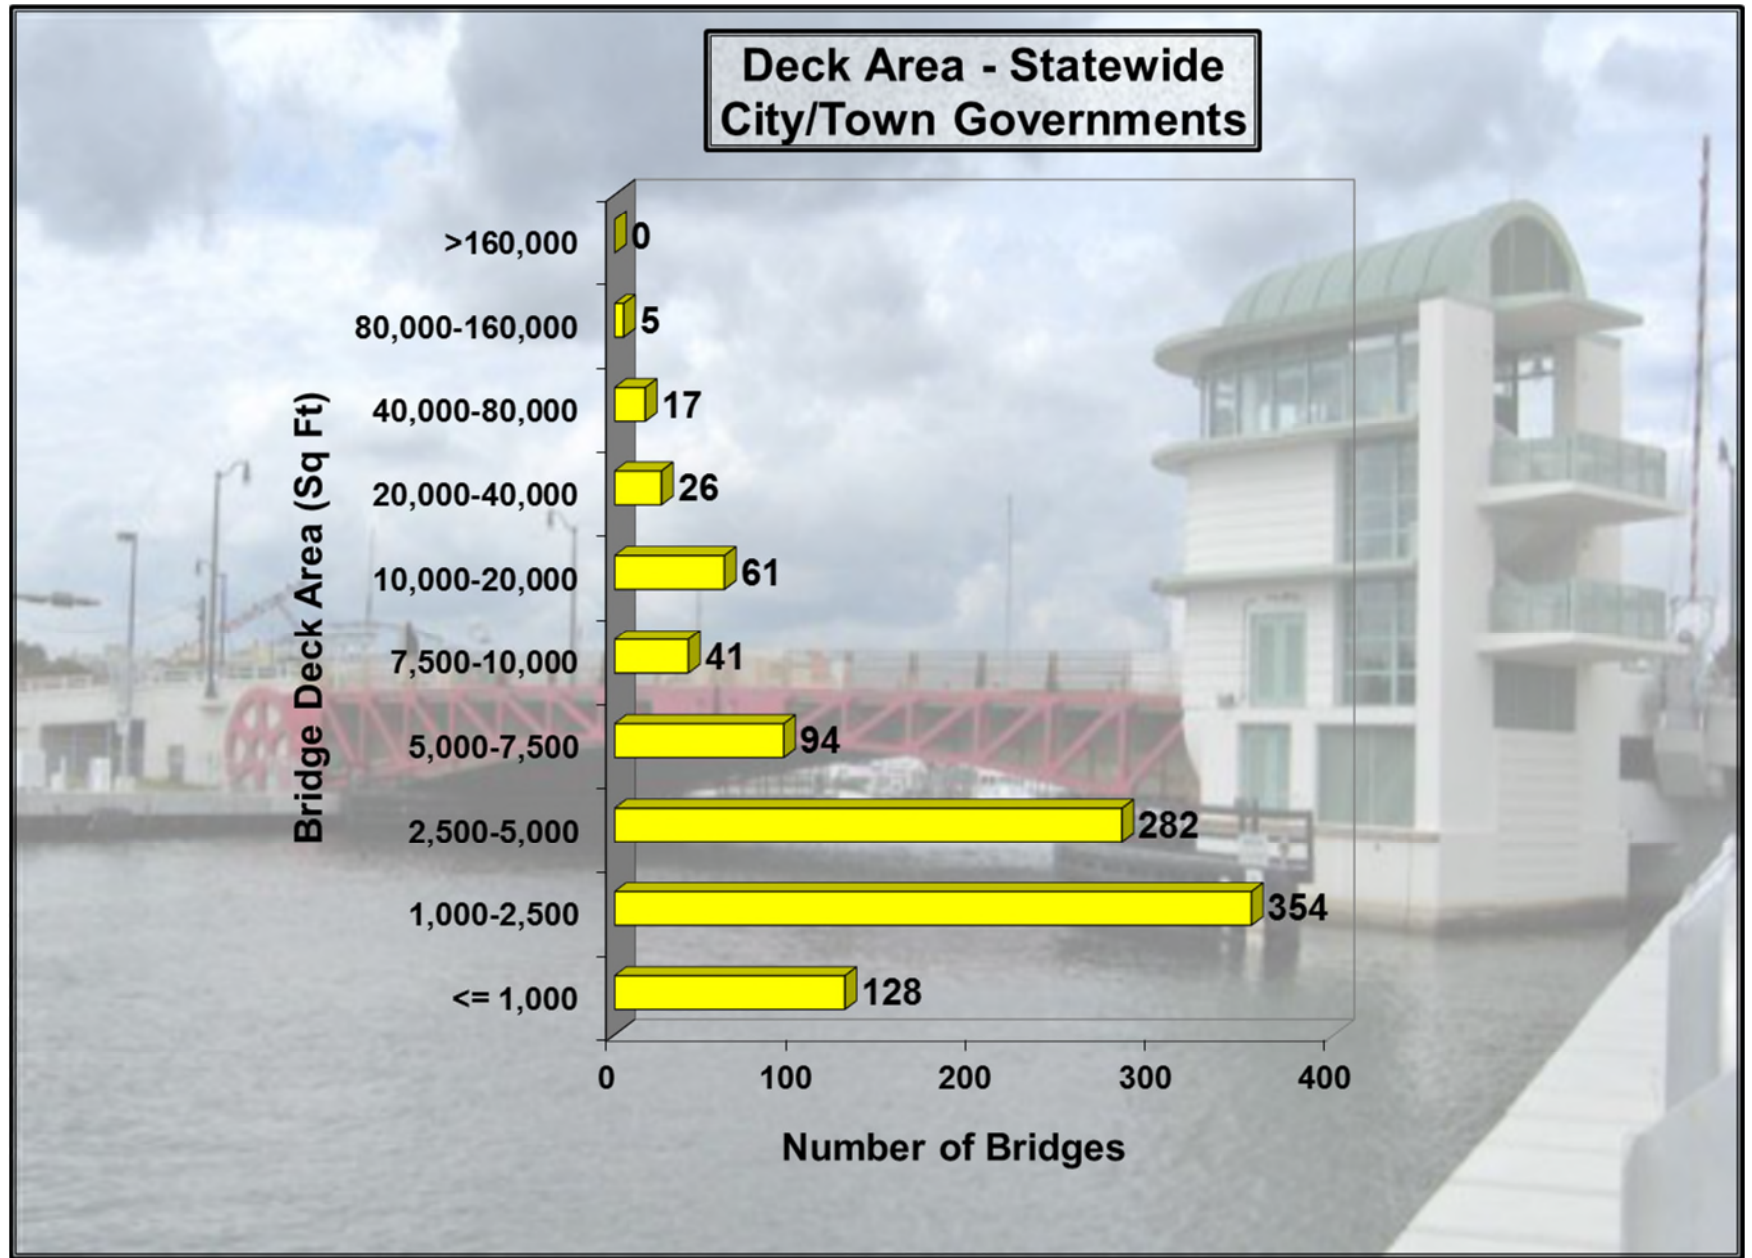 Deck Area - Statewide
City/Town Governments
Bridge Deck Area (Sq Ft)
>160,000 0
80,000-160,000 5
40,000-80,000 17
20,000-40,000 26
10,000-20,000 61
7,500-10,000 41
5,000-7,500 94
2,500-5,000 282
1,000-2,500 354
<= 1,000 128
0 100 200 300 400
Number of Bridges